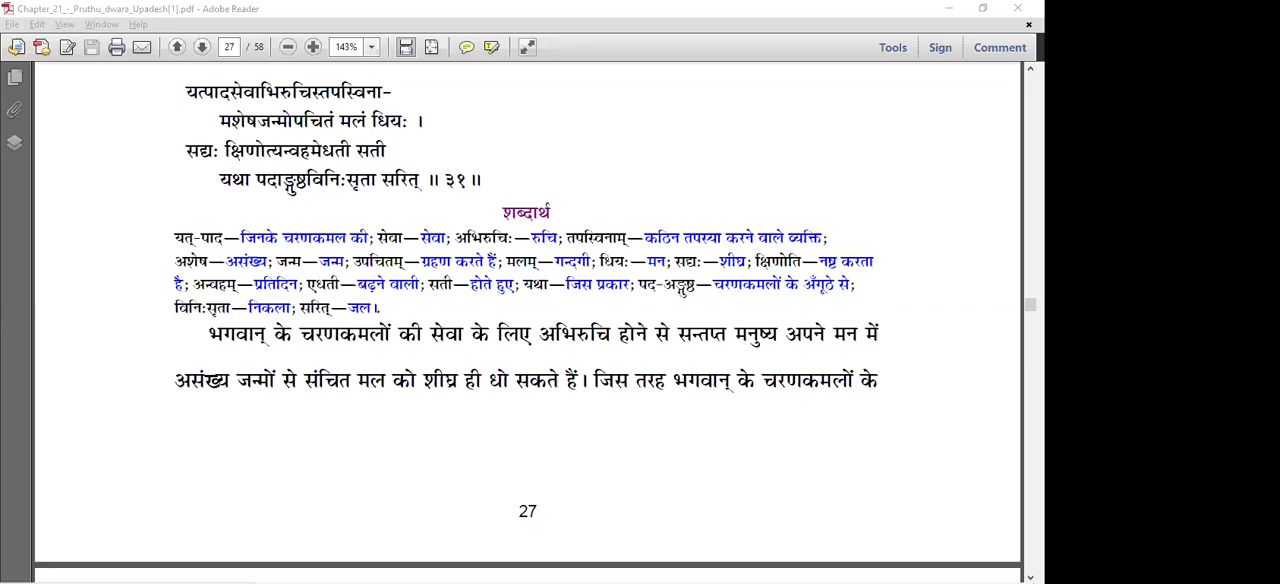 Chapter_21_-_Pruthu_dwara_Upadesh[1].pdf - Adobe Reader
File Edit View Window Help
27 / 58 143% Tools Sign Comment
यत्पादसेवाभिरुचिस्तपस्विना-
मशेषजन्मोपचितं मलं धियः ।
सद्यः क्षिणोत्यन्वहमेधती सती
यथा पदाङ्गुष्ठविनिःसृता सरित् ॥ ३१॥
शब्दार्थ
यत्-पाद—जिनके चरणकमल की; सेवा—सेवा; अभिरुचिः—रुचि; तपस्विनाम्—कठिन तपस्या करने वाले व्यक्ति;
अशेष—असंख्य; जन्म—जन्म; उपचितम्—ग्रहण करते हैं; मलम्—गन्दगी; धियः—मन; सद्यः—शीघ्र; क्षिणोति—नष्ट करता
है; अन्वहम्—प्रतिदिन; एधती—बढ़ने वाली; सती—होते हुए; यथा—जिस प्रकार; पद-अङ्गुष्ठ—चरणकमलों के अँगूठे से;
विनिःसृता—निकला; सरित्—जल।
भगवान् के चरणकमलों की सेवा के लिए अभिरुचि होने से सन्तप्त मनुष्य अपने मन में
असंख्य जन्मों से संचित मल को शीघ्र ही धो सकते हैं। जिस तरह भगवान् के चरणकमलों के
27